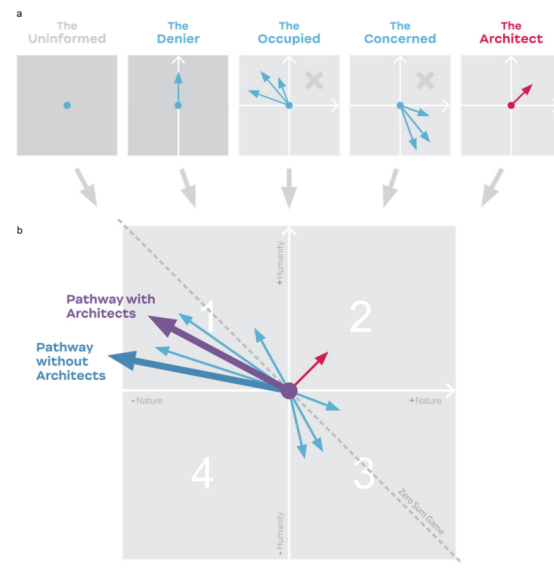 a
The
Uninformed
The
Denier
The
Occupied
The
Concerned
The
Architect
b
+Humanity
1
2
Pathway with
Architects
Pathway
without
Architects
- Nature
+Nature
4
3
Zero Sum Game
- Humanity